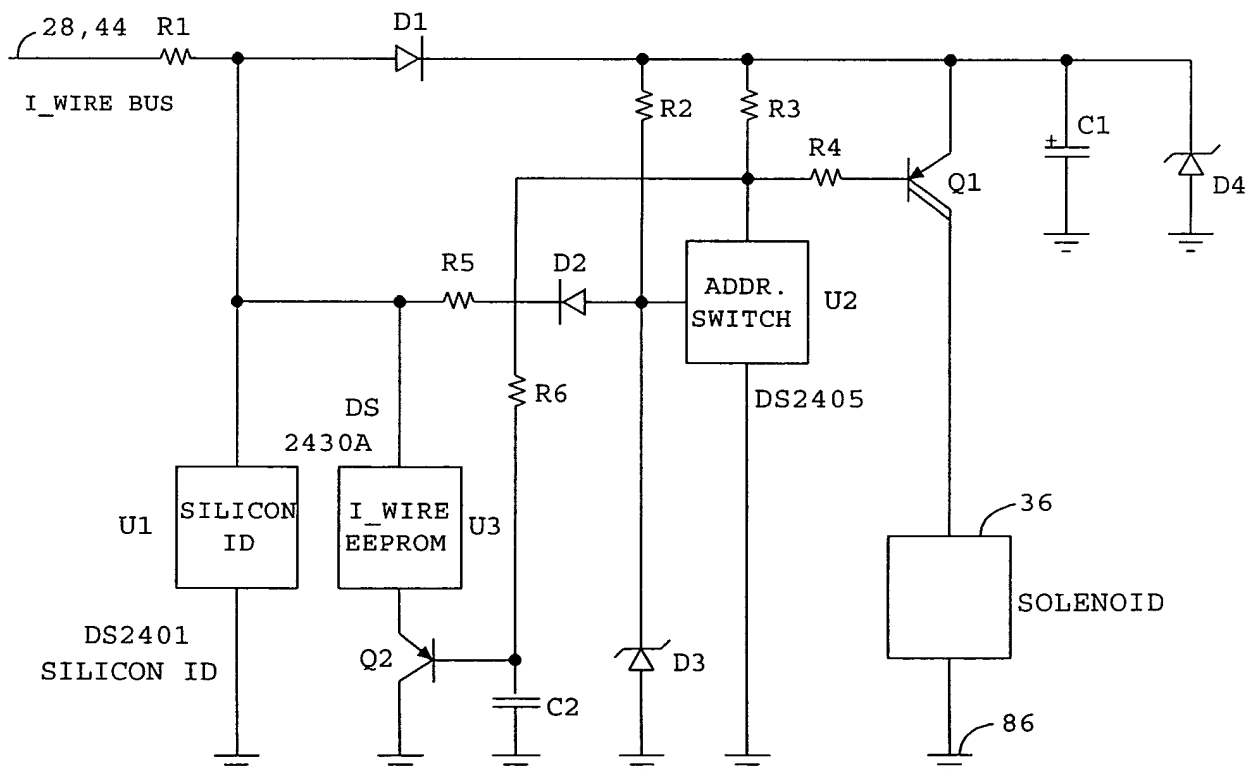 28,44
R1
D1
I_WIRE BUS
R2
R3
C1
+
R4
Q1
D4
R5
D2
ADDR.
SWITCH
U2
R6
DS2405
DS
2430A
U1
SILICON
ID
I_WIRE
EEPROM
U3
36
SOLENOID
DS2401
SILICON ID
Q2
D3
C2
86